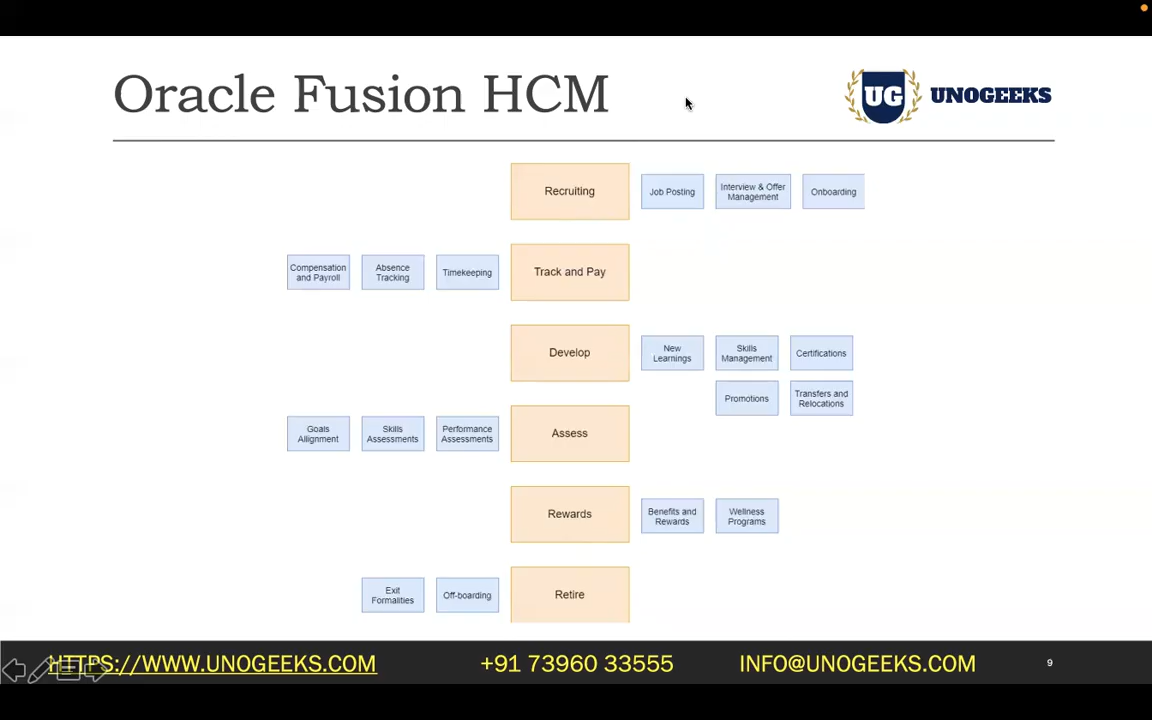 Oracle Fusion HCM
UG
UNOGEEKS
Recruiting
Job Posting
Interview & Offer
Management
Onboarding
Compensation
and Payroll
Absence
Tracking
Timekeeping
Track and Pay
Develop
New
Learnings
Skills
Management
Certifications
Promotions
Transfers and
Relocations
Goals
Allignment
Skills
Assessments
Performance
Assessments
Assess
Rewards
Benefits and
Rewards
Wellness
Programs
Exit
Formalities
Off-boarding
Retire
HTTPS://WWW.UNOGEEKS.COM
+91 73960 33555
INFO@UNOGEEKS.COM
9